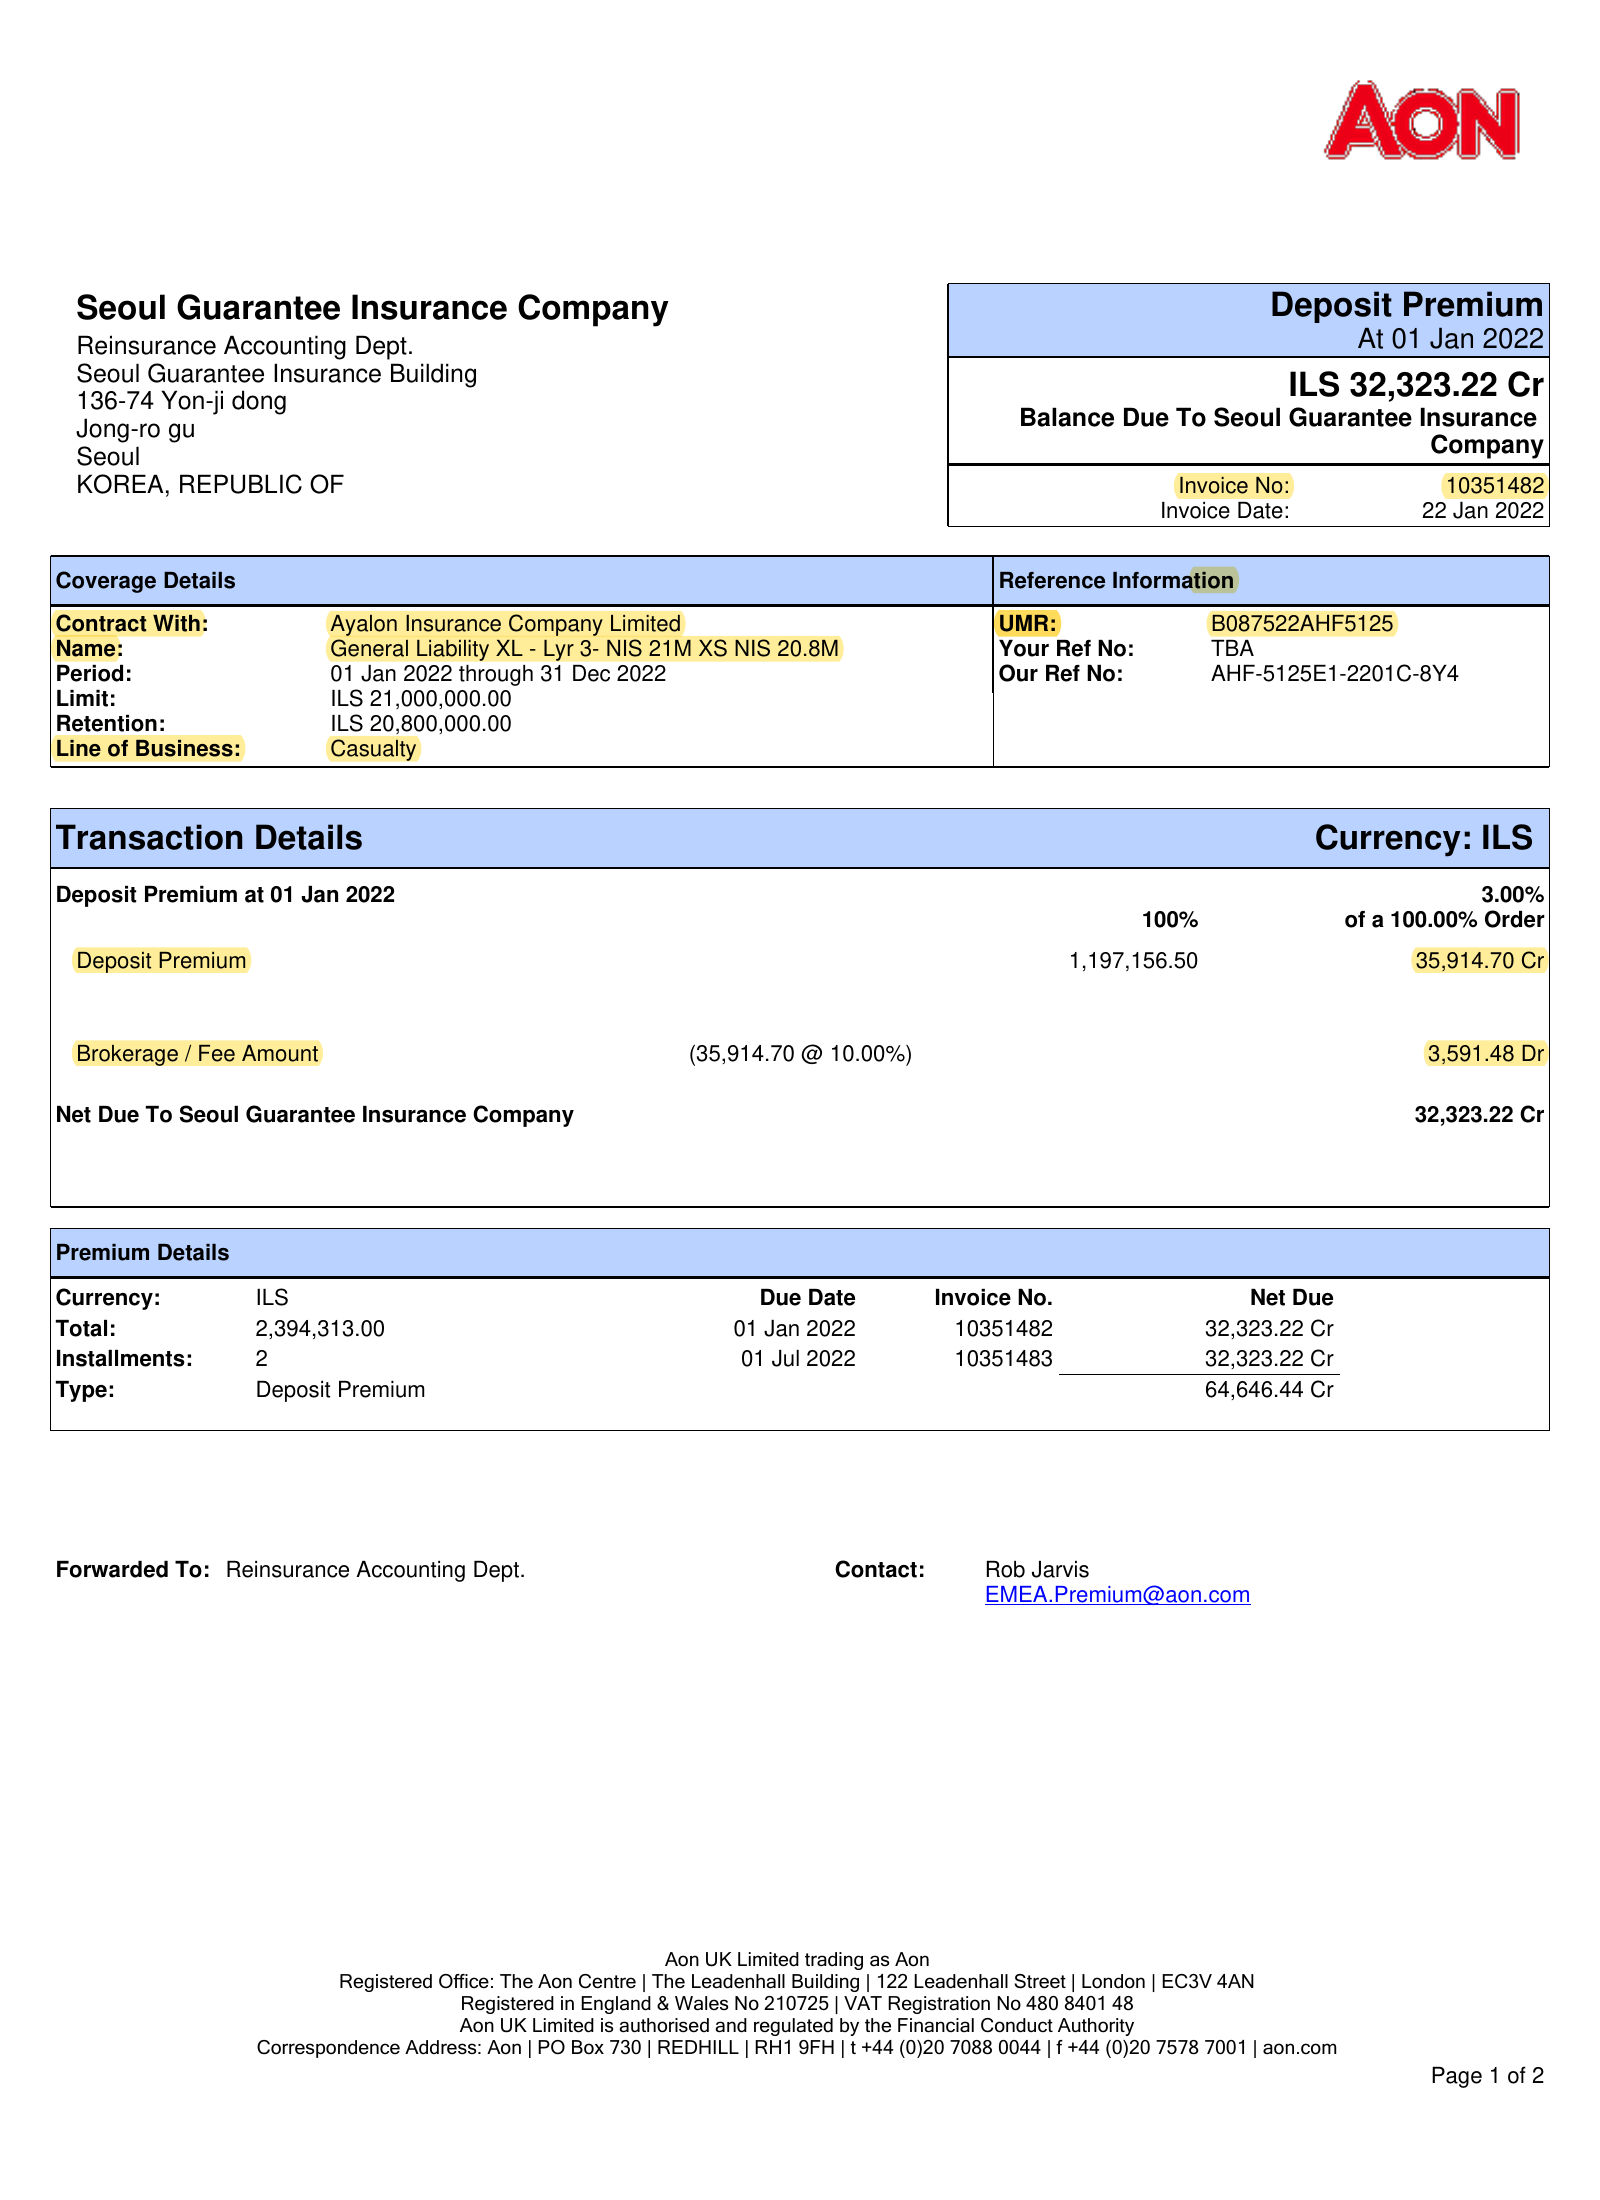 AON
Seoul Guarantee Insurance Company
Reinsurance Accounting Dept.
Seoul Guarantee Insurance Building
136-74 Yon-ji dong
Jong-ro gu
Seoul
KOREA, REPUBLIC OF
Deposit Premium
At 01 Jan 2022
ILS 32,323.22 Cr
Balance Due To Seoul Guarantee Insurance
Company
Invoice No: 10351482
Invoice Date: 22 Jan 2022
Coverage Details
Contract With: Ayalon Insurance Company Limited
Name: General Liability XL - Lyr 3- NIS 21M XS NIS 20.8M
Period: 01 Jan 2022 through 31 Dec 2022
Limit: ILS 21,000,000.00
Retention: ILS 20,800,000.00
Line of Business: Casualty
Reference Information
UMR: B087522AHF5125
Your Ref No: TBA
Our Ref No: AHF-5125E1-2201C-8Y4
Transaction Details Currency: ILS
Deposit Premium at 01 Jan 2022 3.00%
100% of a 100.00% Order
Deposit Premium 1,197,156.50 35,914.70 Cr
Brokerage / Fee Amount (35,914.70 @ 10.00%) 3,591.48 Dr
Net Due To Seoul Guarantee Insurance Company 32,323.22 Cr
Premium Details
Currency: ILS Due Date Invoice No. Net Due
Total: 2,394,313.00 01 Jan 2022 10351482 32,323.22 Cr
Installments: 2 01 Jul 2022 10351483 32,323.22 Cr
Type: Deposit Premium 64,646.44 Cr
Forwarded To: Reinsurance Accounting Dept. Contact: Rob Jarvis
EMEA.Premium@aon.com
Aon UK Limited trading as Aon
Registered Office: The Aon Centre | The Leadenhall Building | 122 Leadenhall Street | London | EC3V 4AN
Registered in England & Wales No 210725 | VAT Registration No 480 8401 48
Aon UK Limited is authorised and regulated by the Financial Conduct Authority
Correspondence Address: Aon | PO Box 730 | REDHILL | RH1 9FH | t +44 (0)20 7088 0044 | f +44 (0)20 7578 7001 | aon.com
Page 1 of 2